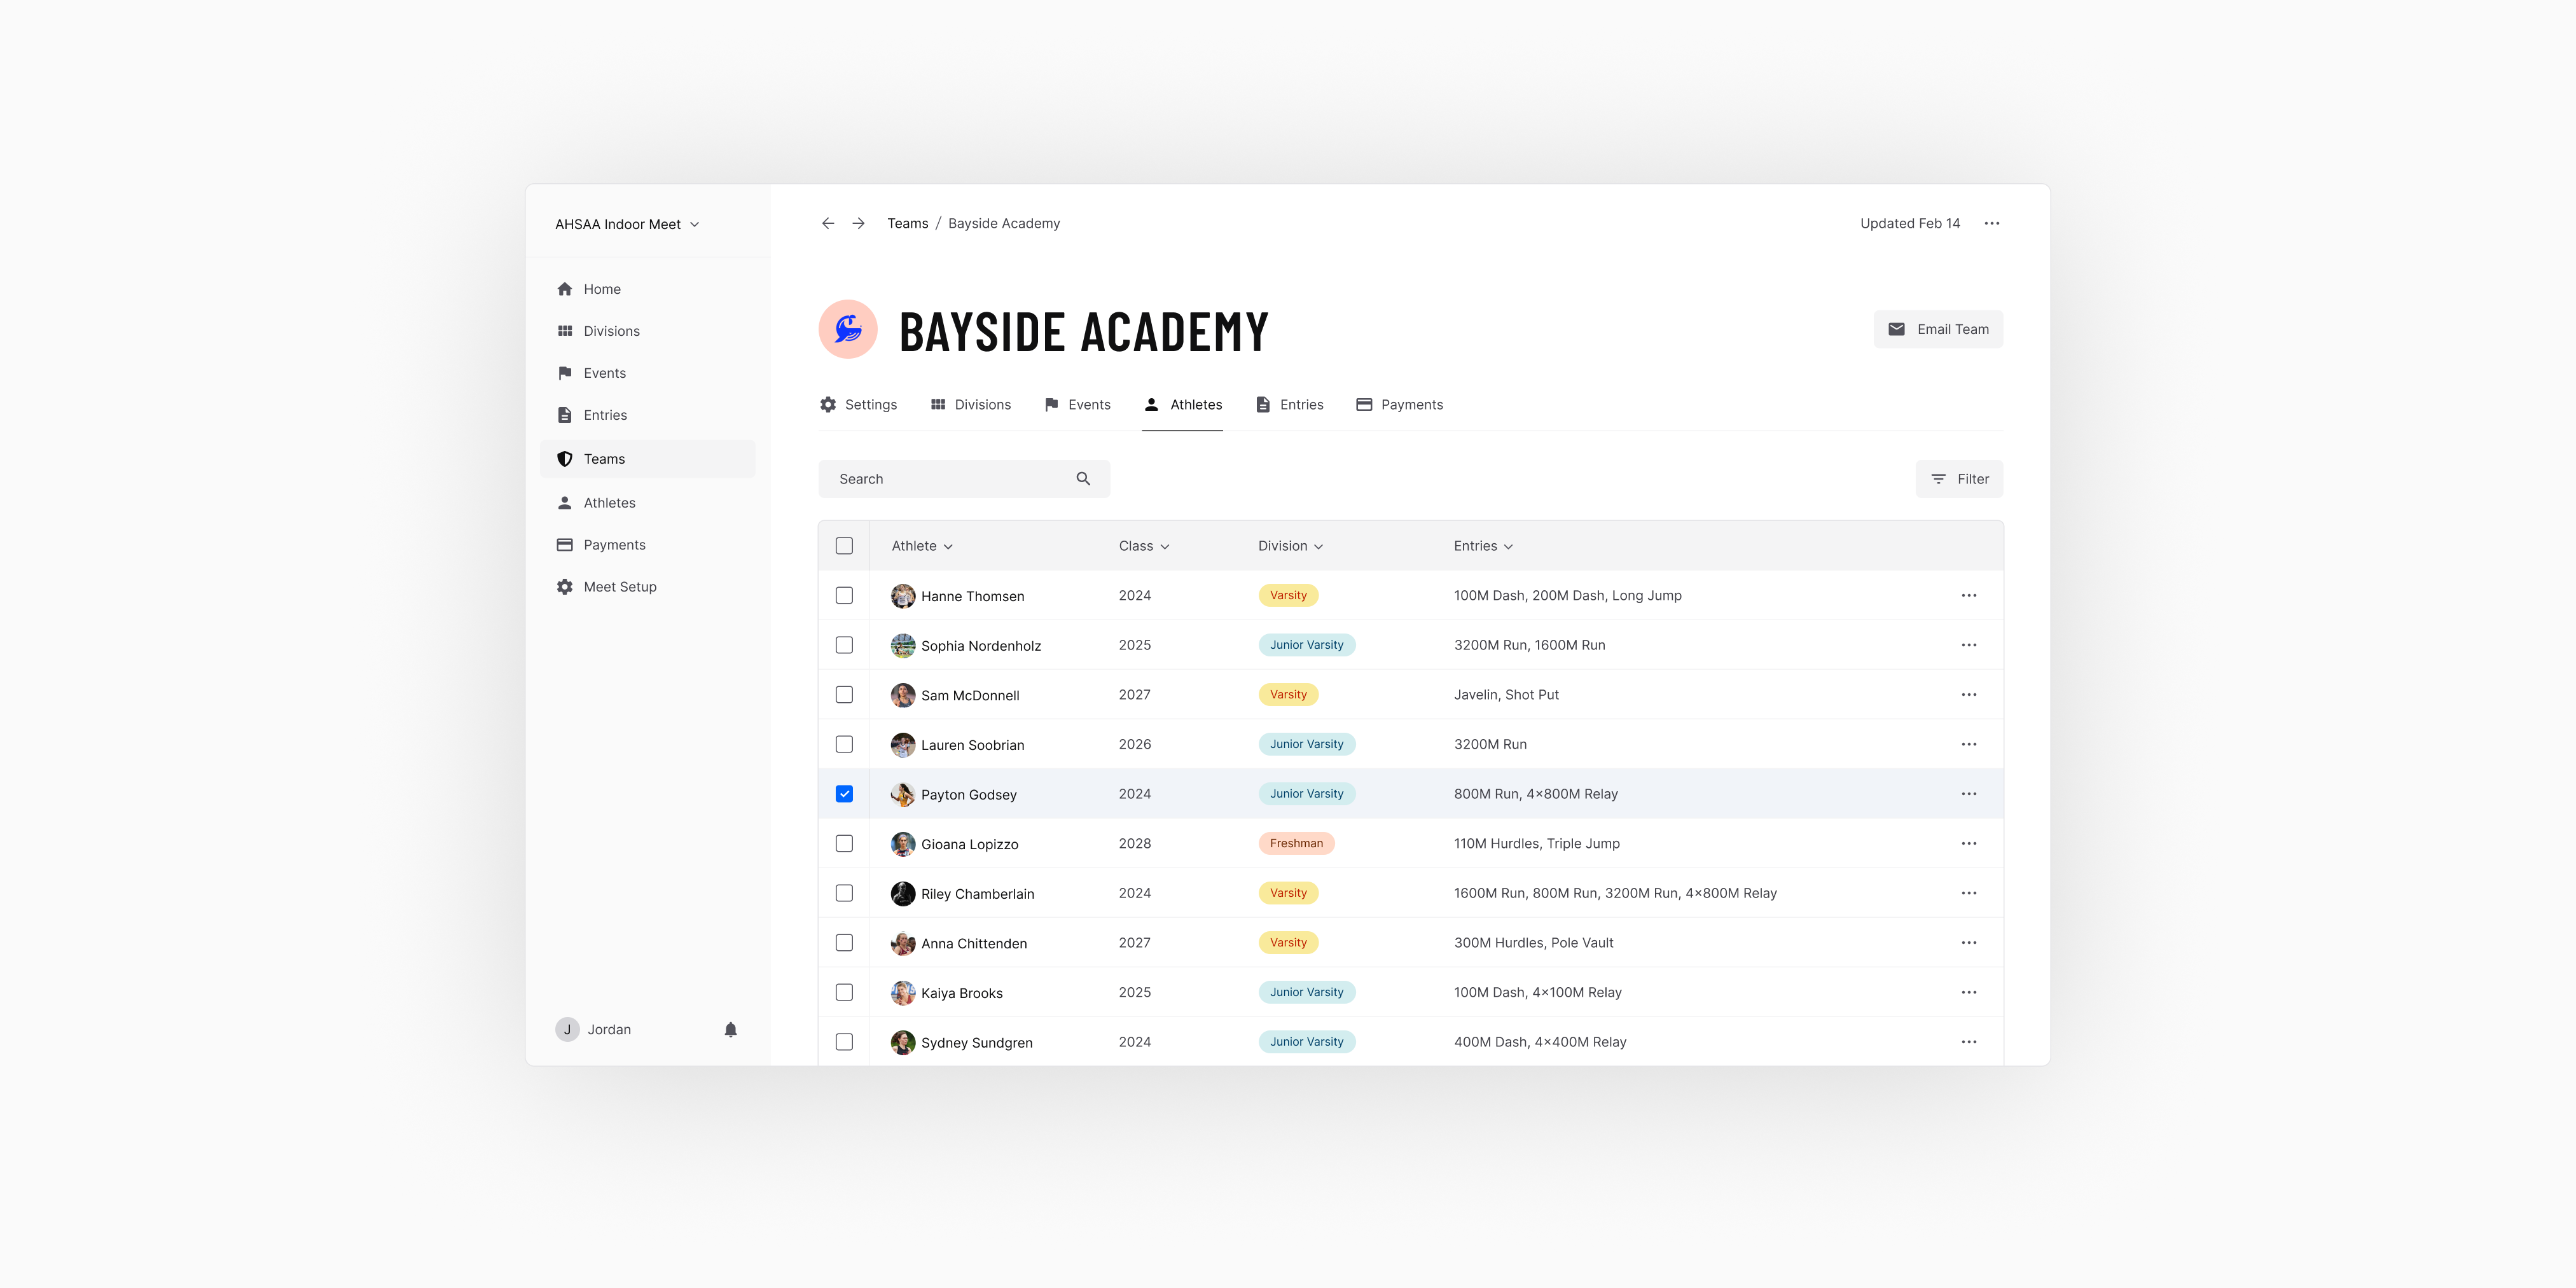 AHSAA Indoor Meet
Home
Divisions
Events
Entries
Teams
Athletes
Payments
Meet Setup
J Jordan
Teams / Bayside Academy
Updated Feb 14
BAYSIDE ACADEMY
Email Team
Settings Divisions Events Athletes Entries Payments
Search
Filter
Athlete Class Division Entries
Hanne Thomsen 2024 Varsity 100M Dash, 200M Dash, Long Jump
Sophia Nordenholz 2025 Junior Varsity 3200M Run, 1600M Run
Sam McDonnell 2027 Varsity Javelin, Shot Put
Lauren Soobrian 2026 Junior Varsity 3200M Run
Payton Godsey 2024 Junior Varsity 800M Run, 4×800M Relay
Gioana Lopizzo 2028 Freshman 110M Hurdles, Triple Jump
Riley Chamberlain 2024 Varsity 1600M Run, 800M Run, 3200M Run, 4×800M Relay
Anna Chittenden 2027 Varsity 300M Hurdles, Pole Vault
Kaiya Brooks 2025 Junior Varsity 100M Dash, 4×100M Relay
Sydney Sundgren 2024 Junior Varsity 400M Dash, 4×400M Relay